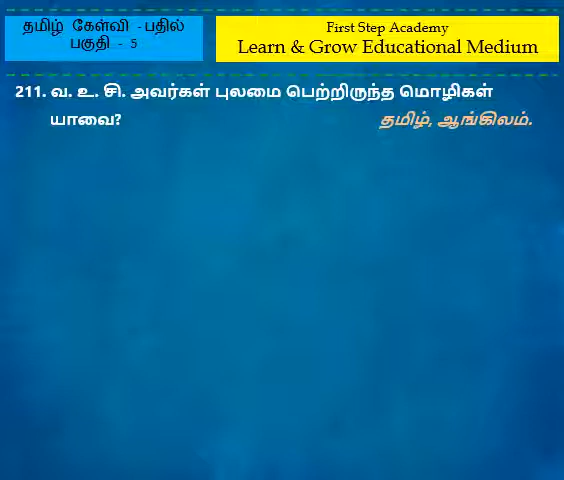 தமிழ் கேள்வி - பதில்
பகுதி - 5
First Step Academy
Learn & Grow Educational Medium
211. வ. உ. சி. அவர்கள் புலமை பெற்றிருந்த மொழிகள்
யாவை? தமிழ், ஆங்கிலம்.